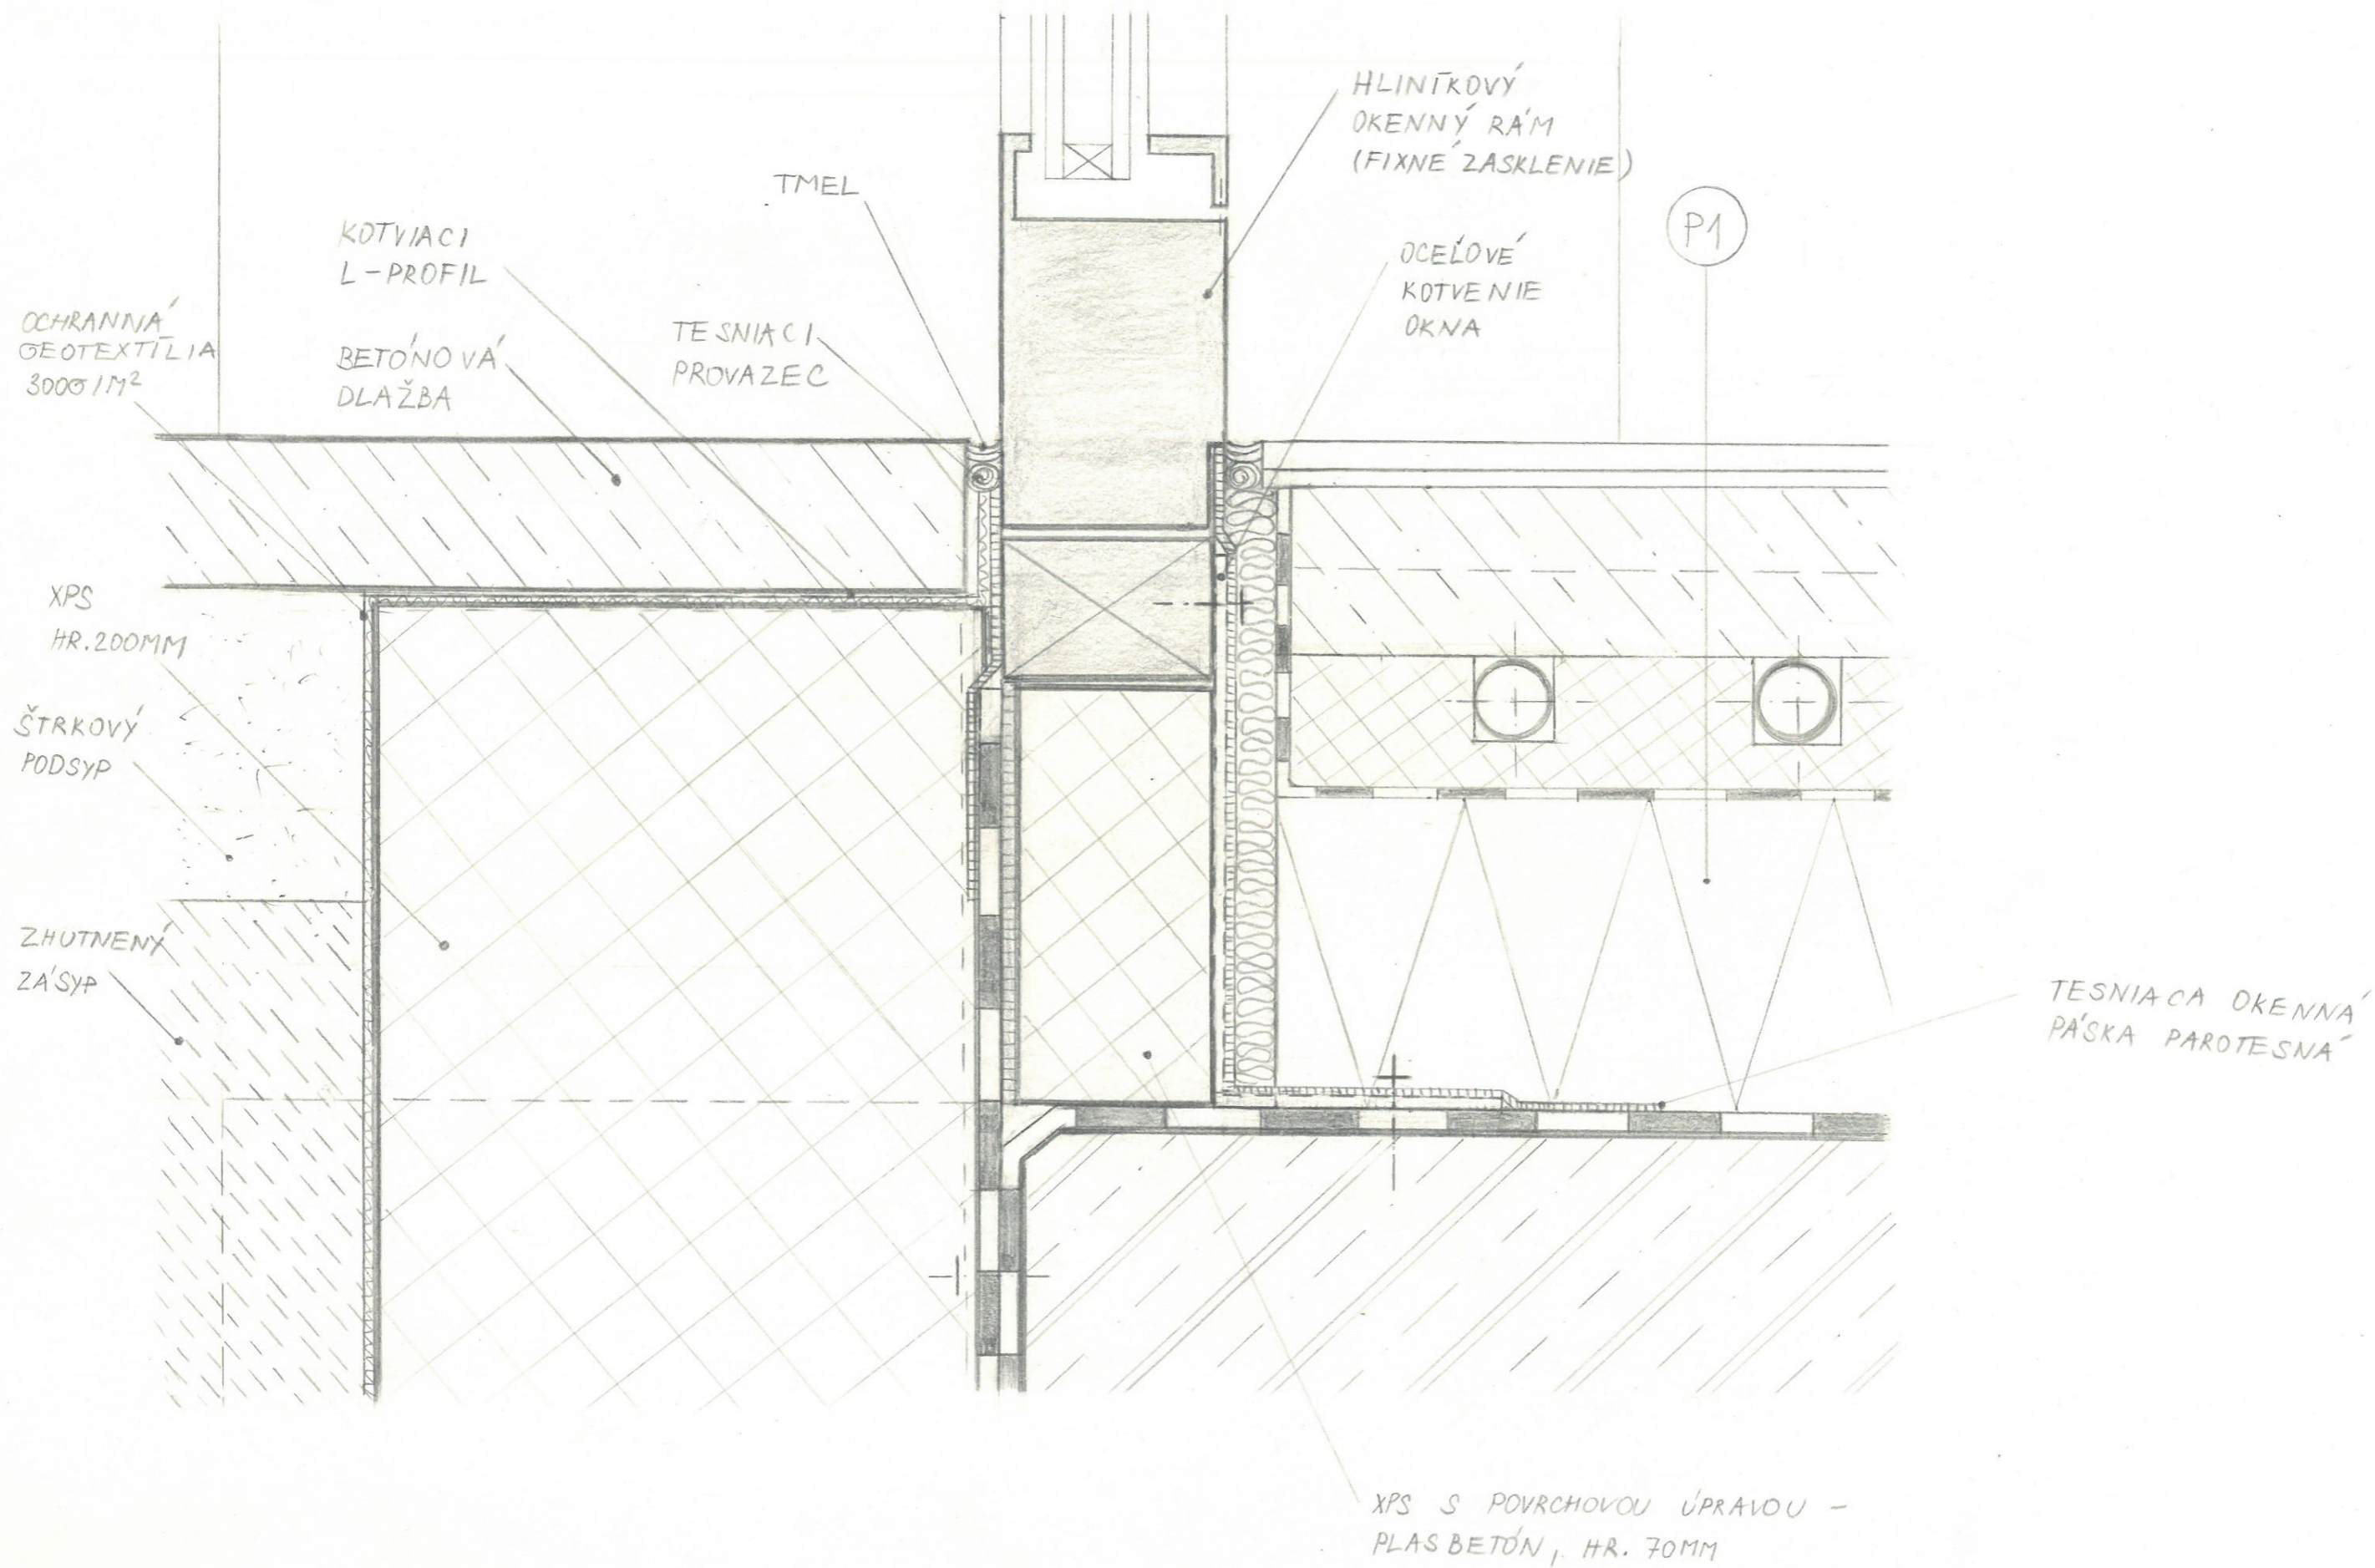 HLINÍKOVÝ
OKENNÝ RÁM
(FIXNÉ ZASKLENIE)
TMEL
P1
KOTVIACI
L-PROFIL
OCEĽOVÉ
KOTVENIE
OKNA
OCHRANNÁ
GEOTEXTÍLIA
300G/M²
BETÓNOVÁ
DLAŽBA
TESNIACI
PROVAZEC
XPS
HR. 200MM
ŠTRKOVÝ
PODSYP
ZHUTNENÝ
ZÁSYP
TESNIACA OKENNÁ
PÁSKA PAROTESNÁ
XPS S POVRCHOVOU ÚPRAVOU -
PLASBETÓN, HR. 70MM